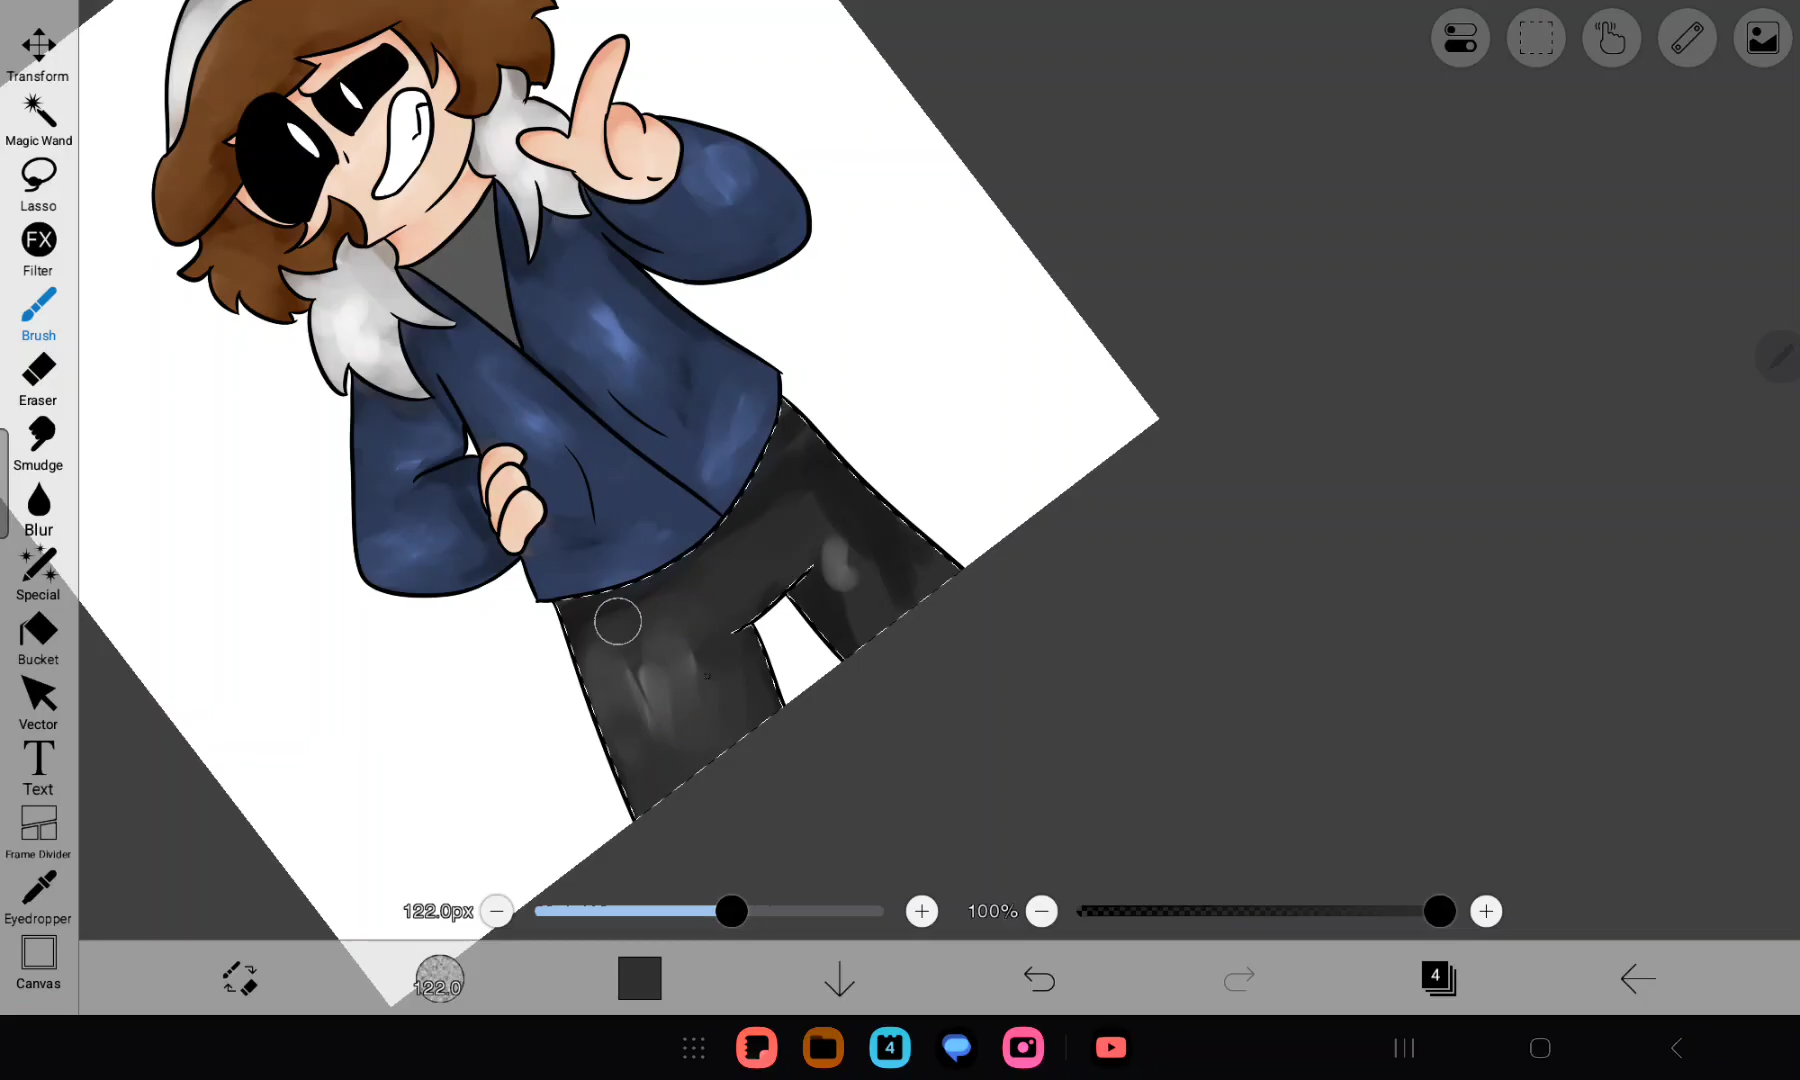 Transform
Magic Wand
Lasso
FX
Filter
Brush
Eraser
Smudge
Blur
Special
Bucket
Vector
T
Text
Frame Divider
Eyedropper
Canvas
122.0px
100%
122.0
4
4